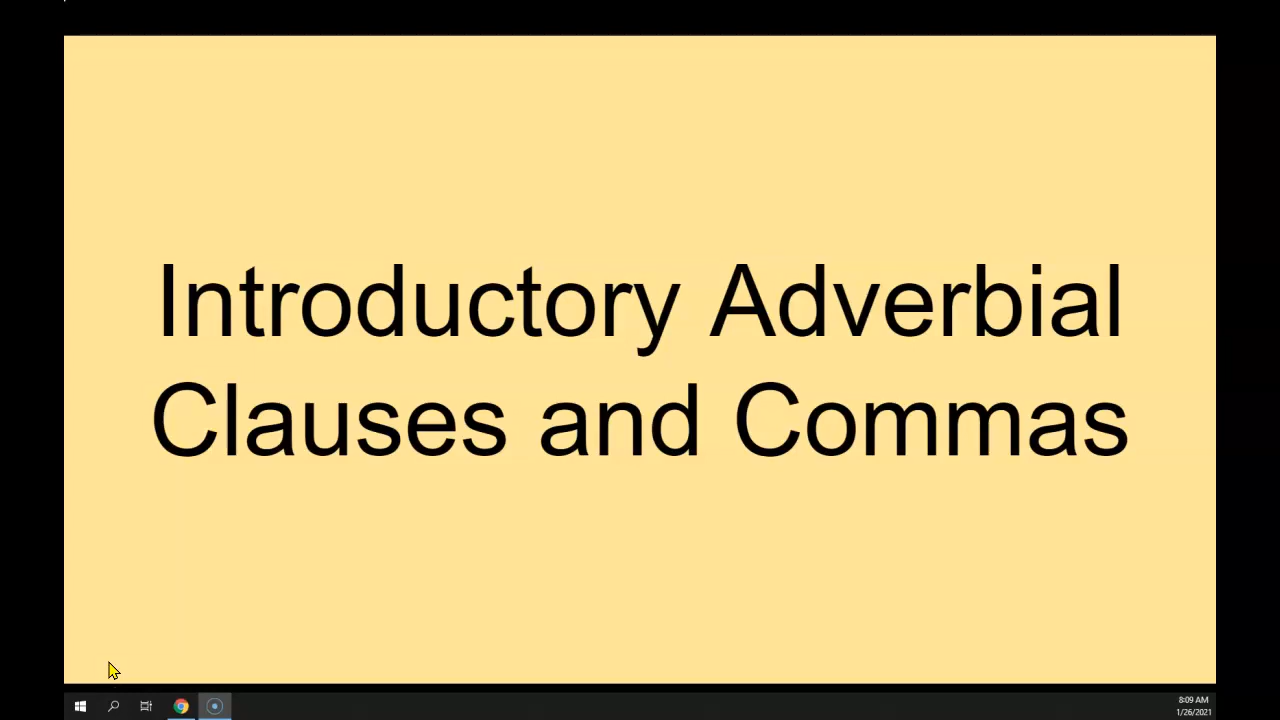 Introductory Adverbial
Clauses and Commas
8:09 AM
1/26/2021